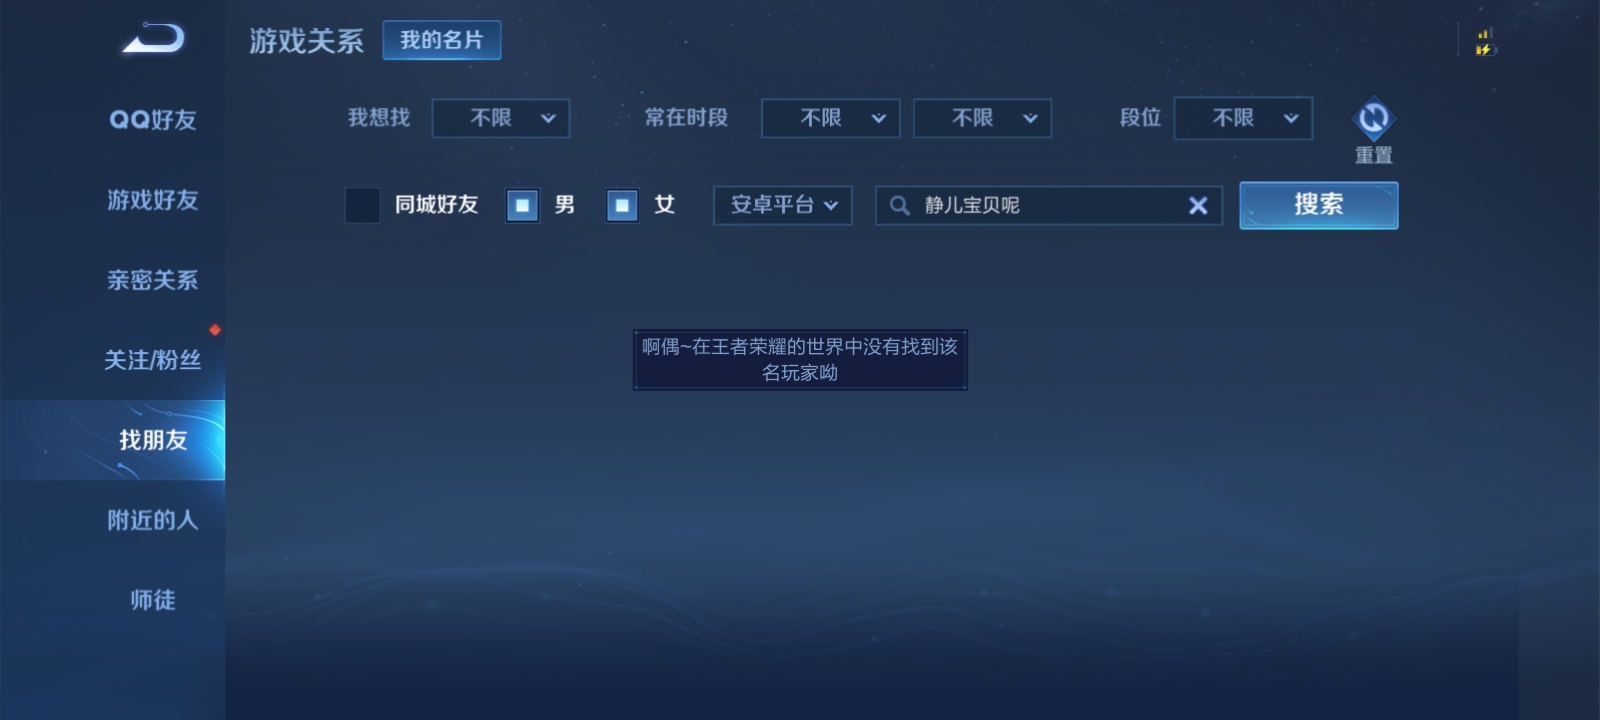 游戏关系 我的名片
QQ好友
游戏好友
亲密关系
关注/粉丝
找朋友
附近的人
师徒
我想找 不限 常在时段 不限 不限 段位 不限 重置
同城好友 男 女 安卓平台 静儿宝贝呢 搜索
啊偶~在王者荣耀的世界中没有找到该
名玩家呦